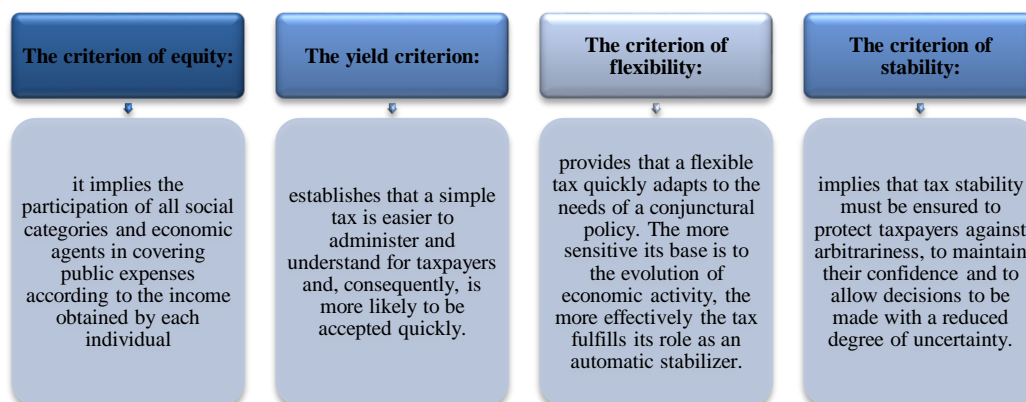 The criterion of equity:
it implies the
participation of all social
categories and economic
agents in covering
public expenses
according to the income
obtained by each
individual
The yield criterion:
establishes that a simple
tax is easier to
administer and
understand for taxpayers
and, consequently, is
more likely to be
accepted quickly.
The criterion of
flexibility:
provides that a flexible
tax quickly adapts to the
needs of a conjunctural
policy. The more
sensitive its base is to
the evolution of
economic activity, the
more effectively the tax
fulfills its role as an
automatic stabilizer.
The criterion of
stability:
implies that tax stability
must be ensured to
protect taxpayers against
arbitrariness, to maintain
their confidence and to
allow decisions to be
made with a reduced
degree of uncertainty.